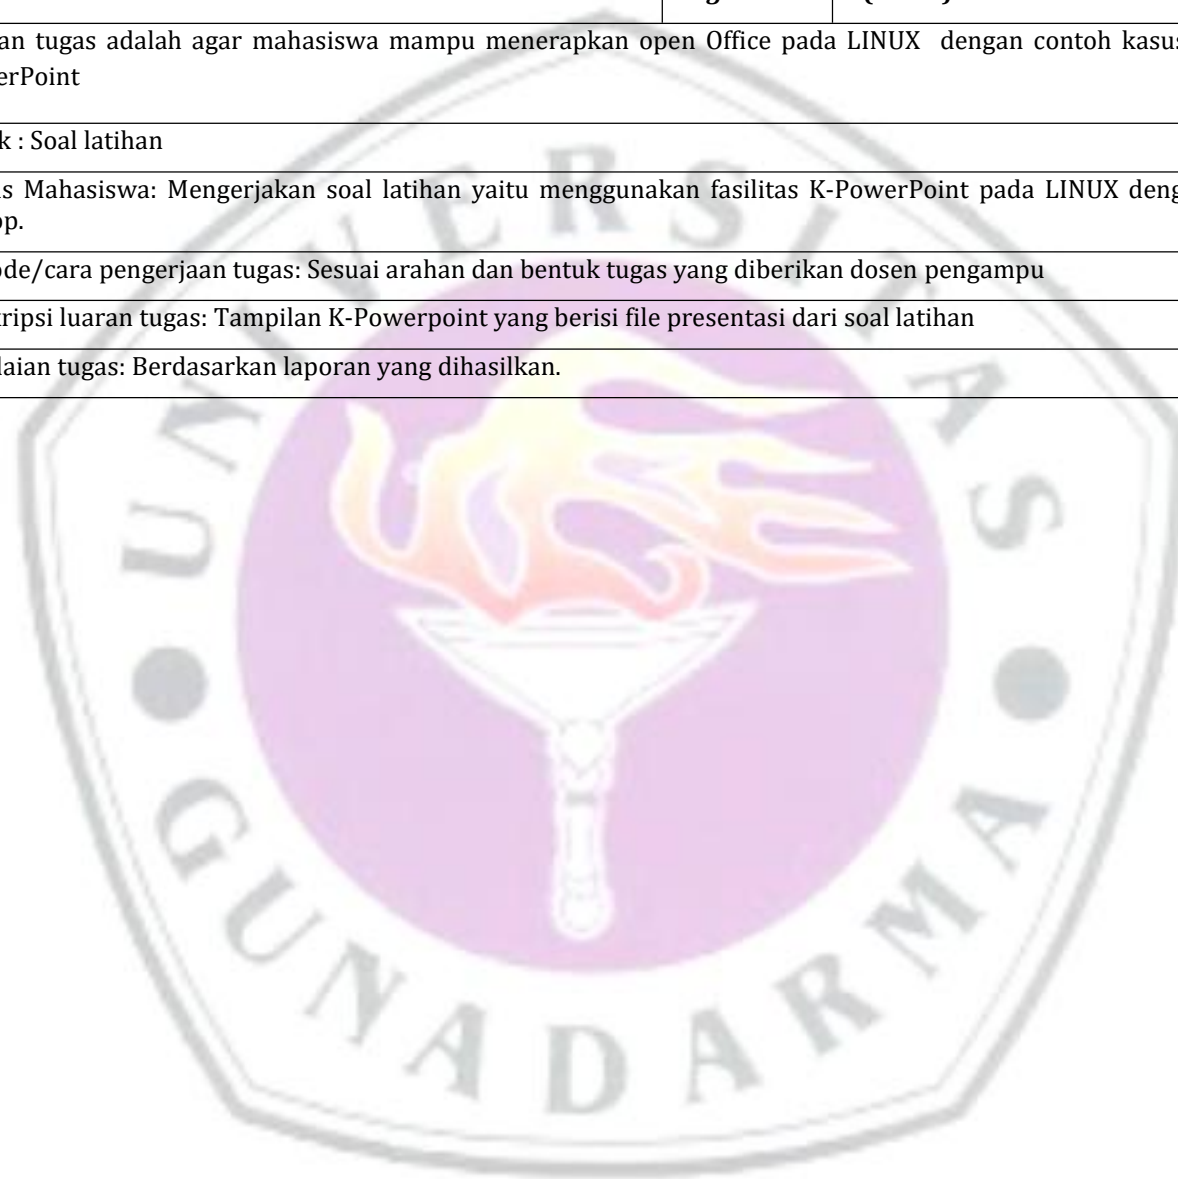 an tugas adalah agar mahasiswa mampu menerapkan open Office pada LINUX dengan contoh kasus
erPoint
k : Soal latihan
s Mahasiswa: Mengerjakan soal latihan yaitu menggunakan fasilitas K-PowerPoint pada LINUX deng
op.
ode/cara pengerjaan tugas: Sesuai arahan dan bentuk tugas yang diberikan dosen pengampu
ripsi luaran tugas: Tampilan K-Powerpoint yang berisi file presentasi dari soal latihan
laian tugas: Berdasarkan laporan yang dihasilkan.
UNIVERSITAS
GUNADARMA